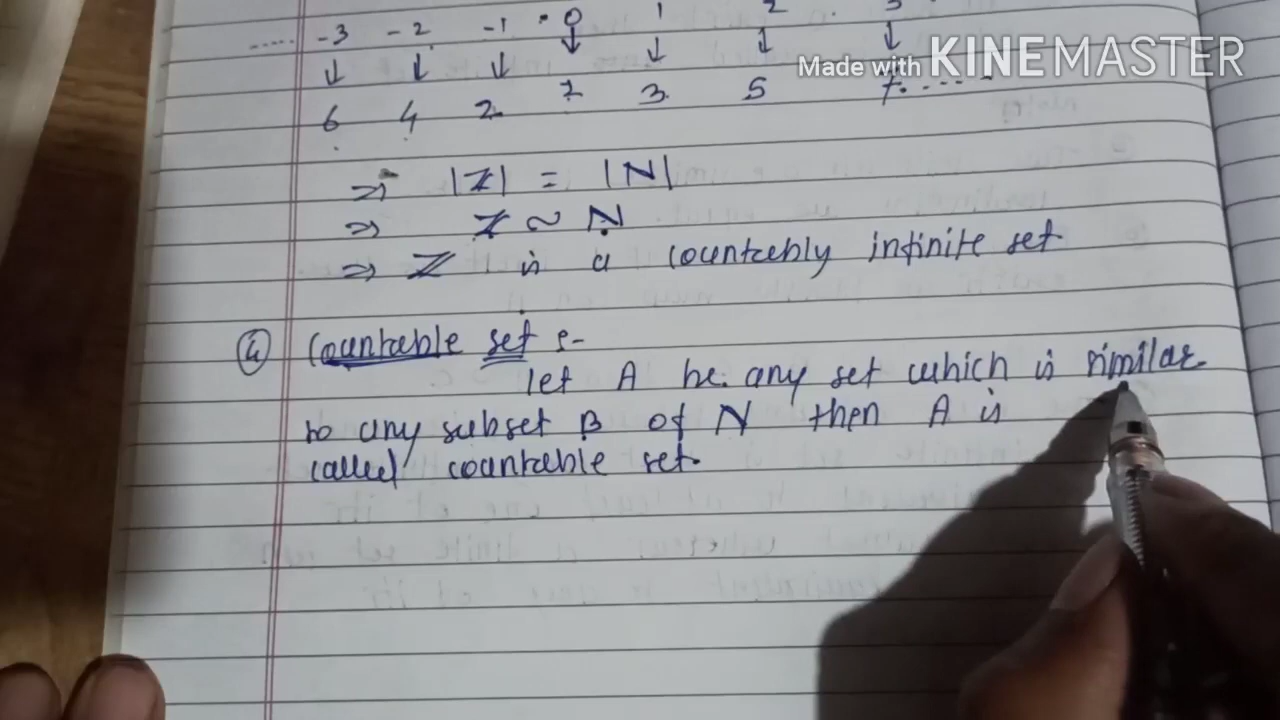 ..... -3 -2 -1 0 1 2 3
↓ ↓ ↓ ↓ ↓ ↓ ↓
Made with KINEMASTER
6 4 2 1 3 5 7.....
⇒ |Z| = |N|
⇒ Z ~ N
⇒ Z is a countably infinite set
④ Countable set :-
let A be any set which is similar
to any subset B of N then A is
called countable set.